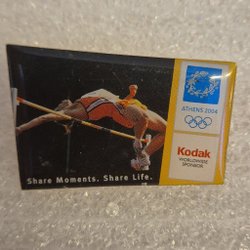 ATHENS 2004
Kodak
WORLDWIDE
SPONSOR
Share Moments. Share Life.